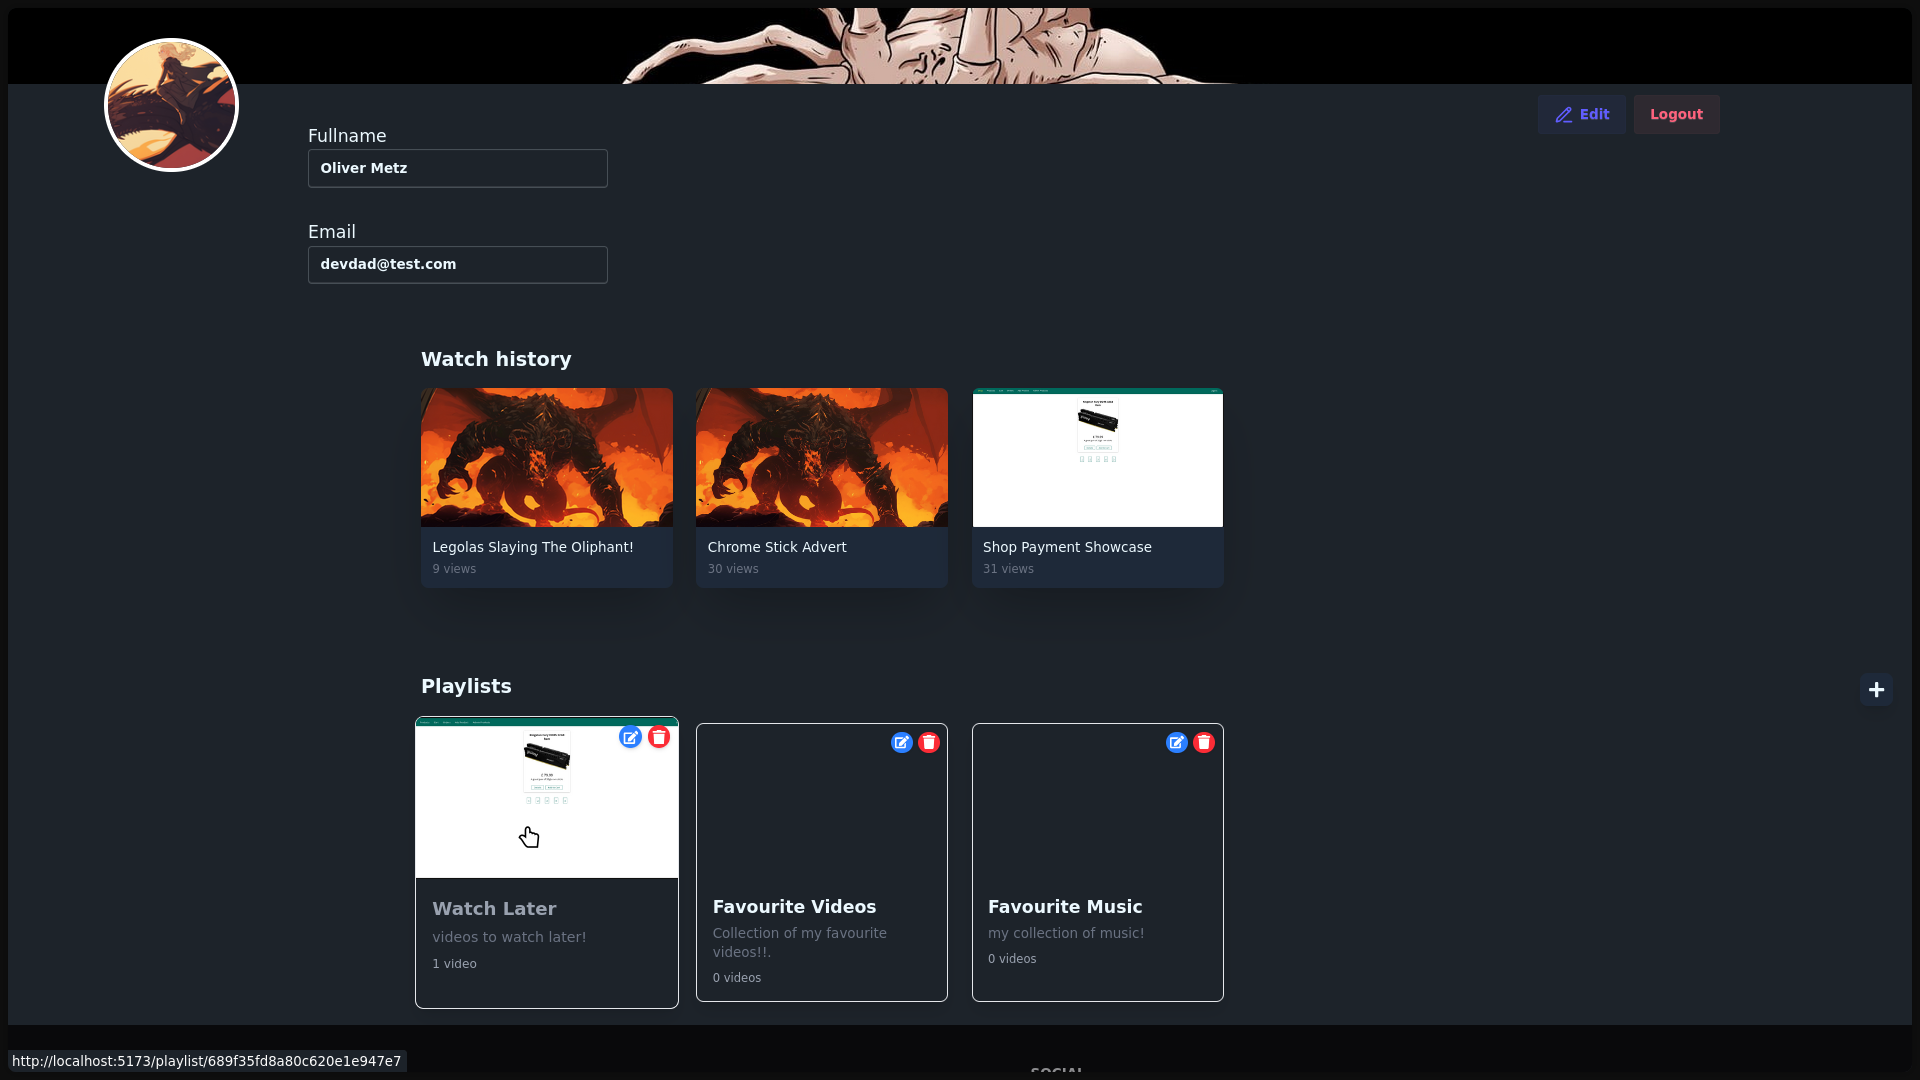 Edit
Logout
Fullname
Oliver Metz
Email
devdad@test.com
Watch history
Legolas Slaying The Oliphant!
9 views
Chrome Stick Advert
30 views
Shop Payment Showcase
31 views
Playlists
Watch Later
videos to watch later!
1 video
Favourite Videos
Collection of my favourite
videos!!.
0 videos
Favourite Music
my collection of music!
0 videos
http://localhost:5173/playlist/689f35fd8a80c620e1e947e7
SOCIAL